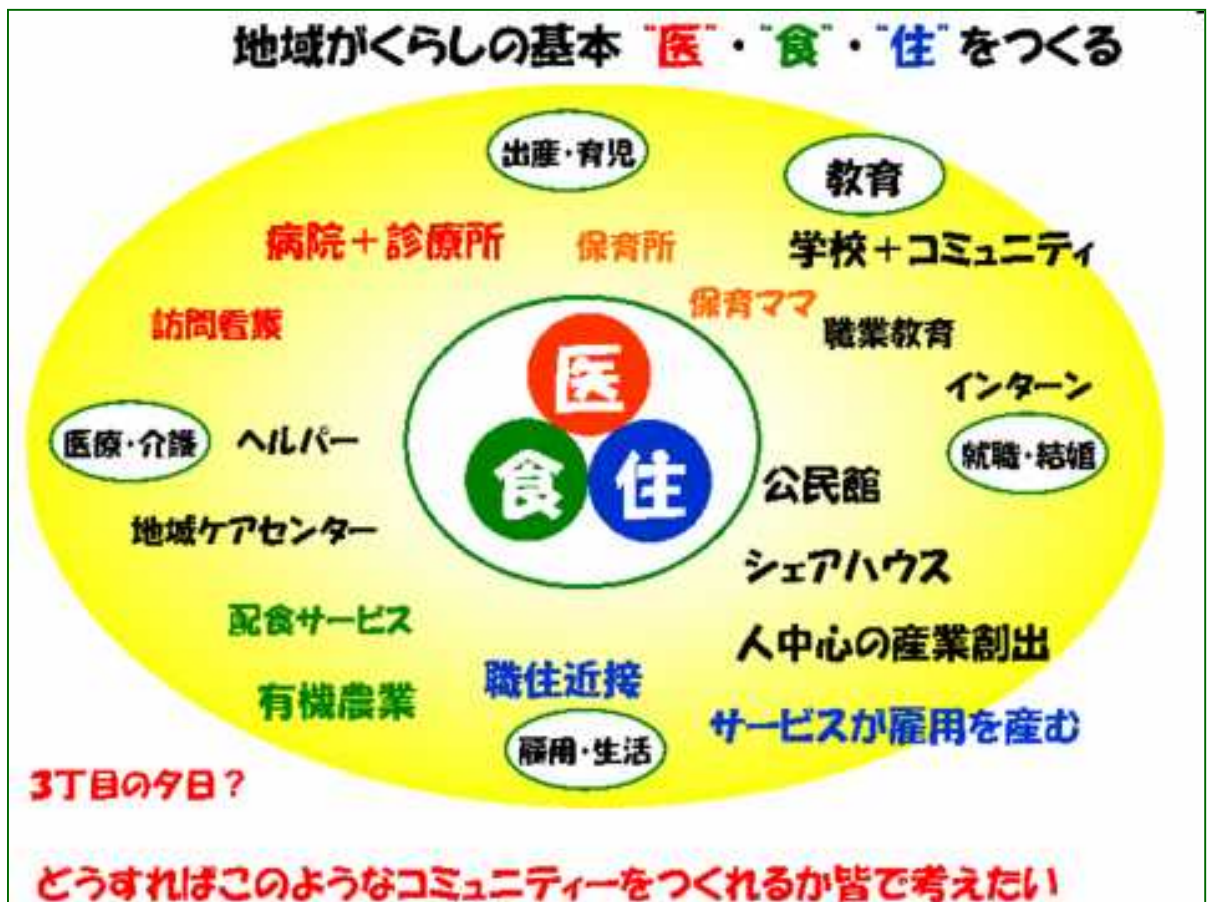 地域がくらしの基本 "医"・"食"・"住"をつくる
出産・育児
教育
病院＋診療所
保育所
学校＋コミュニティ
訪問看護
保育ママ
職業教育
医
インターン
医療・介護
ヘルパー
食
住
公民館
就職・結婚
地域ケアセンター
シェアハウス
配食サービス
人中心の産業創出
有機農業
職住近接
サービスが雇用を産む
雇用・生活
3丁目の夕日？
どうすればこのようなコミュニティーをつくれるか皆で考えたい